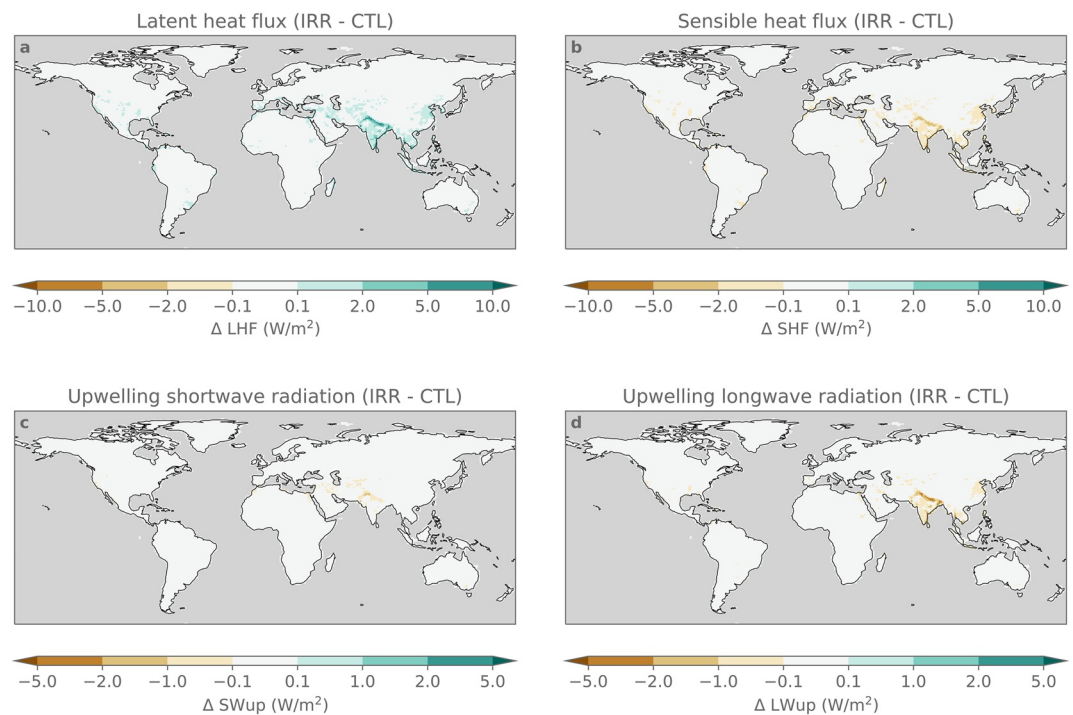 Latent heat flux (IRR - CTL)
Sensible heat flux (IRR - CTL)
a
b
−10.0 −5.0 −2.0 −0.1 0.1 2.0 5.0 10.0
Δ LHF (W/m²)
−10.0 −5.0 −2.0 −0.1 0.1 2.0 5.0 10.0
Δ SHF (W/m²)
Upwelling shortwave radiation (IRR - CTL)
Upwelling longwave radiation (IRR - CTL)
c
d
−5.0 −2.0 −1.0 −0.1 0.1 1.0 2.0 5.0
Δ SWup (W/m²)
−5.0 −2.0 −1.0 −0.1 0.1 1.0 2.0 5.0
Δ LWup (W/m²)